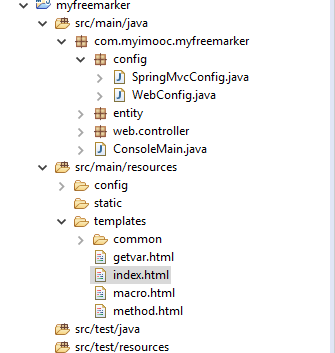 myfreemarker
src/main/java
com.myimooc.myfreemarker
config
SpringMvcConfig.java
WebConfig.java
entity
web.controller
ConsoleMain.java
src/main/resources
config
static
templates
common
getvar.html
index.html
macro.html
method.html
src/test/java
src/test/resources